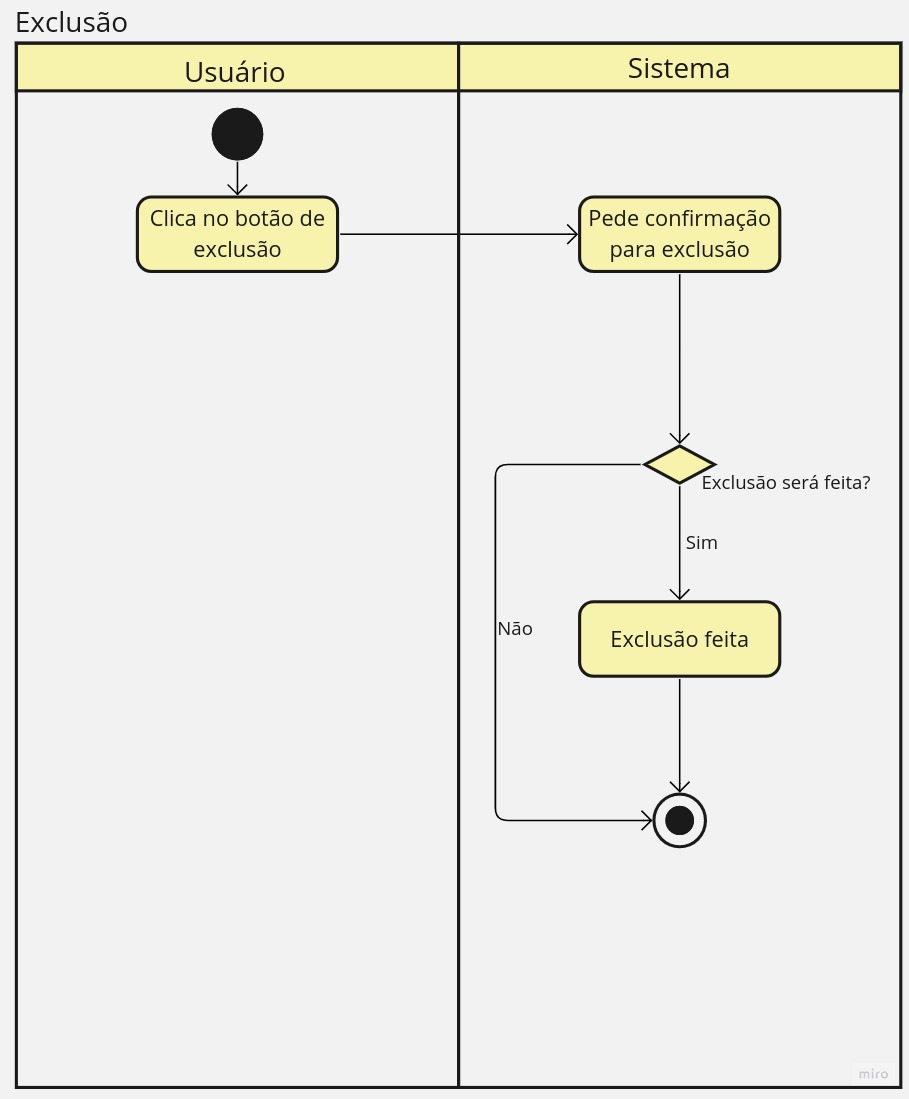 Exclusão
Usuário
Sistema
Clica no botão de
exclusão
Pede confirmação
para exclusão
Exclusão será feita?
Sim
Não
Exclusão feita
miro